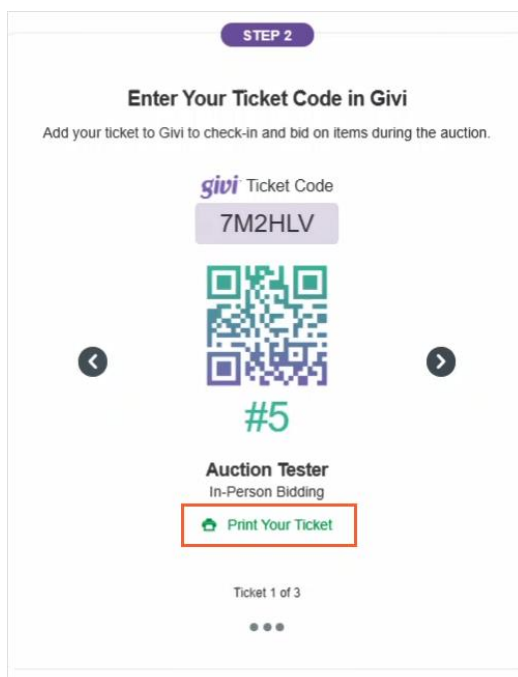 STEP 2
Enter Your Ticket Code in Givi
Add your ticket to Givi to check-in and bid on items during the auction.
givi Ticket Code
7M2HLV
#5
Auction Tester
In-Person Bidding
Print Your Ticket
Ticket 1 of 3